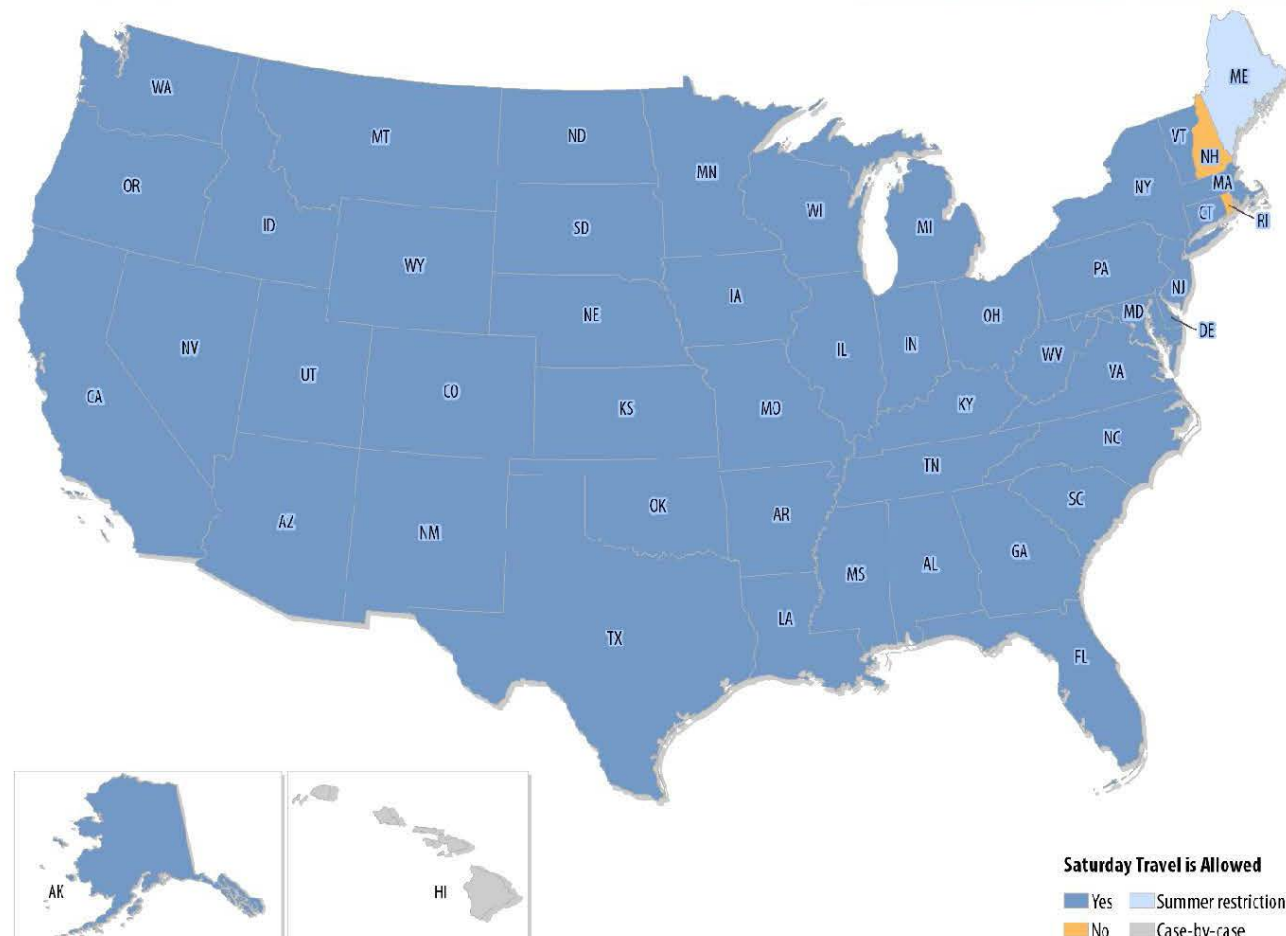 ME
WA
MT
ND
VT
MN
NH
OR
NY
MA
ID
SD
WI
MI
CT
RI
WY
PA
IA
NJ
NE
OH
MD
DE
NV
IL
IN
WV
UT
CO
VA
CA
KS
MO
KY
NC
TN
AZ
OK
AR
SC
NM
GA
MS
AL
LA
TX
FL
AK
HI
Saturday Travel is Allowed
Yes Summer restriction
No Case-by-case